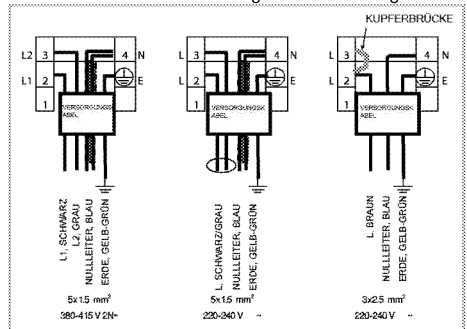 KUPFERBRÜCKE
L2 3 4 N
L1 2 E
1
VERSORGUNGSK
ABEL
L1, SCHWARZ
L2, GRAU
NULLLEITER, BLAU
ERDE, GELB-GRÜN
5x1.5 mm²
380-415 V 2N~
L 3 4 N
L 2 E
1
VERSORGUNGSK
ABEL
L, SCHWARZ/GRAU
NULLLEITER, BLAU
ERDE, GELB-GRÜN
5x1.5 mm²
220-240 V ~
L 3 4 N
L 2 E
1
VERSORGUNGSK
ABEL
L BRAUN
NULLLEITER, BLAU
ERDE, GELB-GRÜN
3x2.5 mm²
220-240 V ~